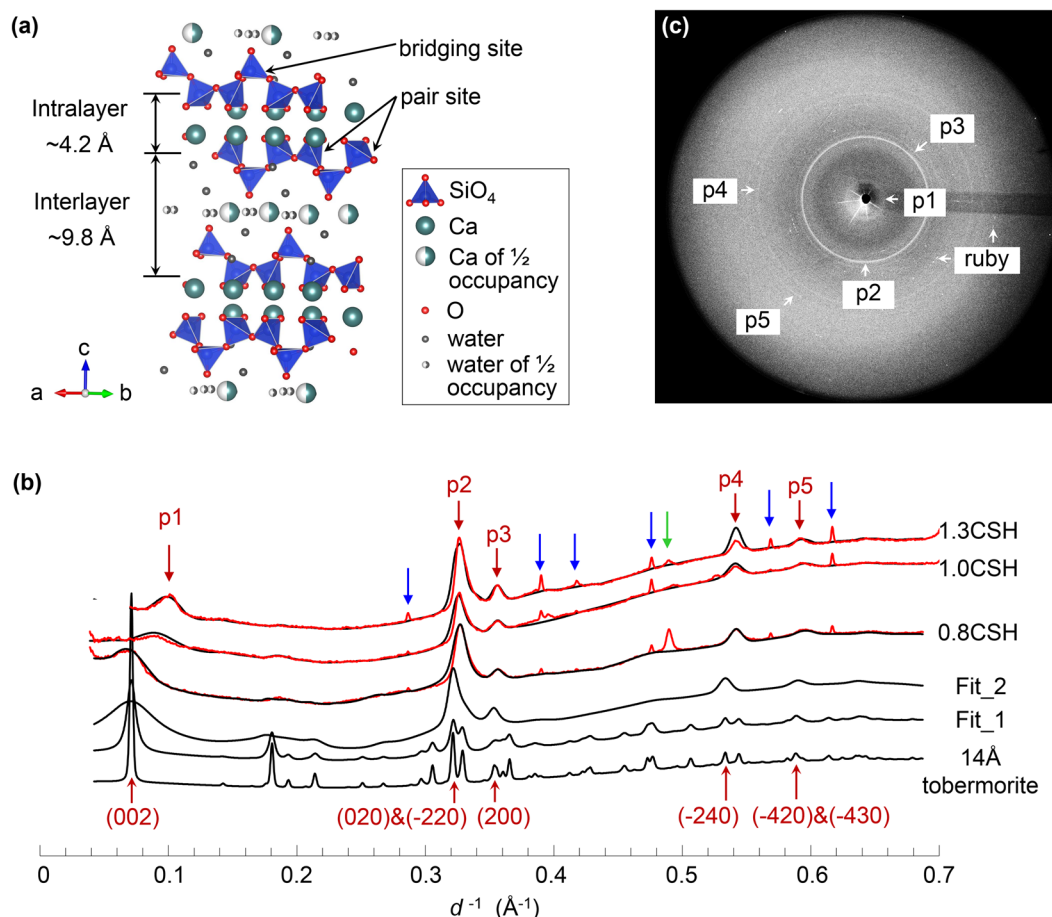 (a)
bridging site
pair site
Intralayer
~4.2 Å
Interlayer
~9.8 Å
c
a
b
SiO₄
Ca
Ca of ½
occupancy
O
water
water of ½
occupancy
(c)
p3
p4
p1
ruby
p2
p5
(b)
p1
p2
p3
p4
p5
1.3CSH
1.0CSH
0.8CSH
Fit_2
Fit_1
14Å
tobermorite
(002)
(020)&(-220)
(200)
(-240)
(-420)&(-430)
0 0.1 0.2 0.3 0.4 0.5 0.6 0.7
d ⁻¹ (Å⁻¹)